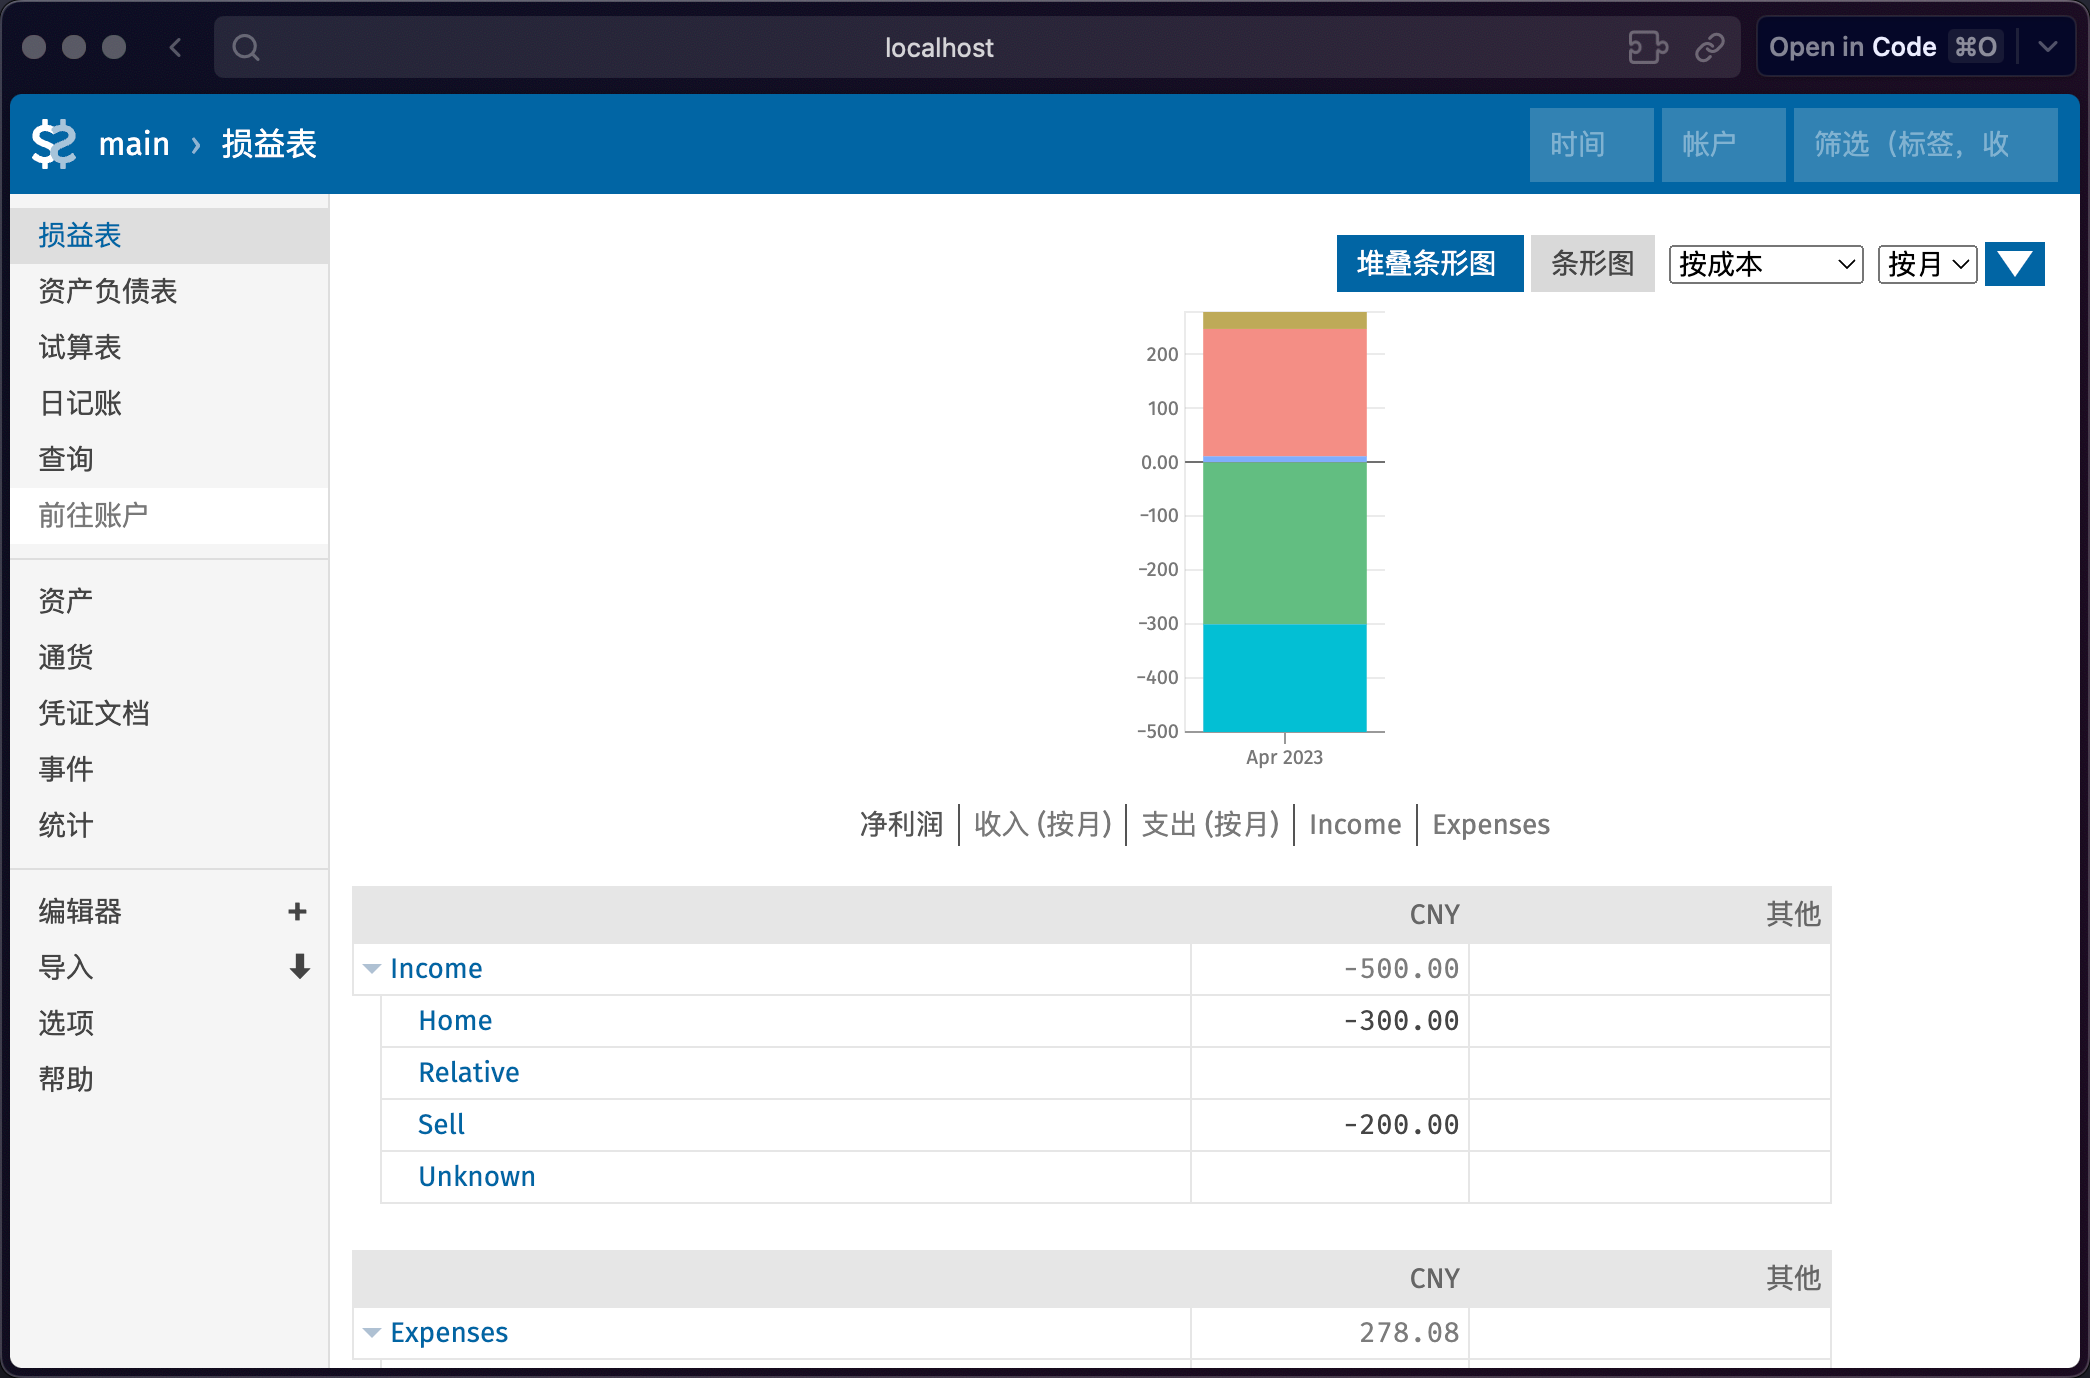 localhost
Open in Code ⌘O
main › 损益表
时间
帐户
筛选（标签，收
损益表
资产负债表
试算表
日记账
查询
前往账户
资产
通货
凭证文档
事件
统计
编辑器 +
导入
选项
帮助
堆叠条形图
条形图
按成本
按月
200
100
0.00
-100
-200
-300
-400
-500
Apr 2023
净利润
收入 (按月)
支出 (按月)
Income
Expenses
CNY 其他
Income -500.00
Home -300.00
Relative
Sell -200.00
Unknown
CNY 其他
Expenses 278.08